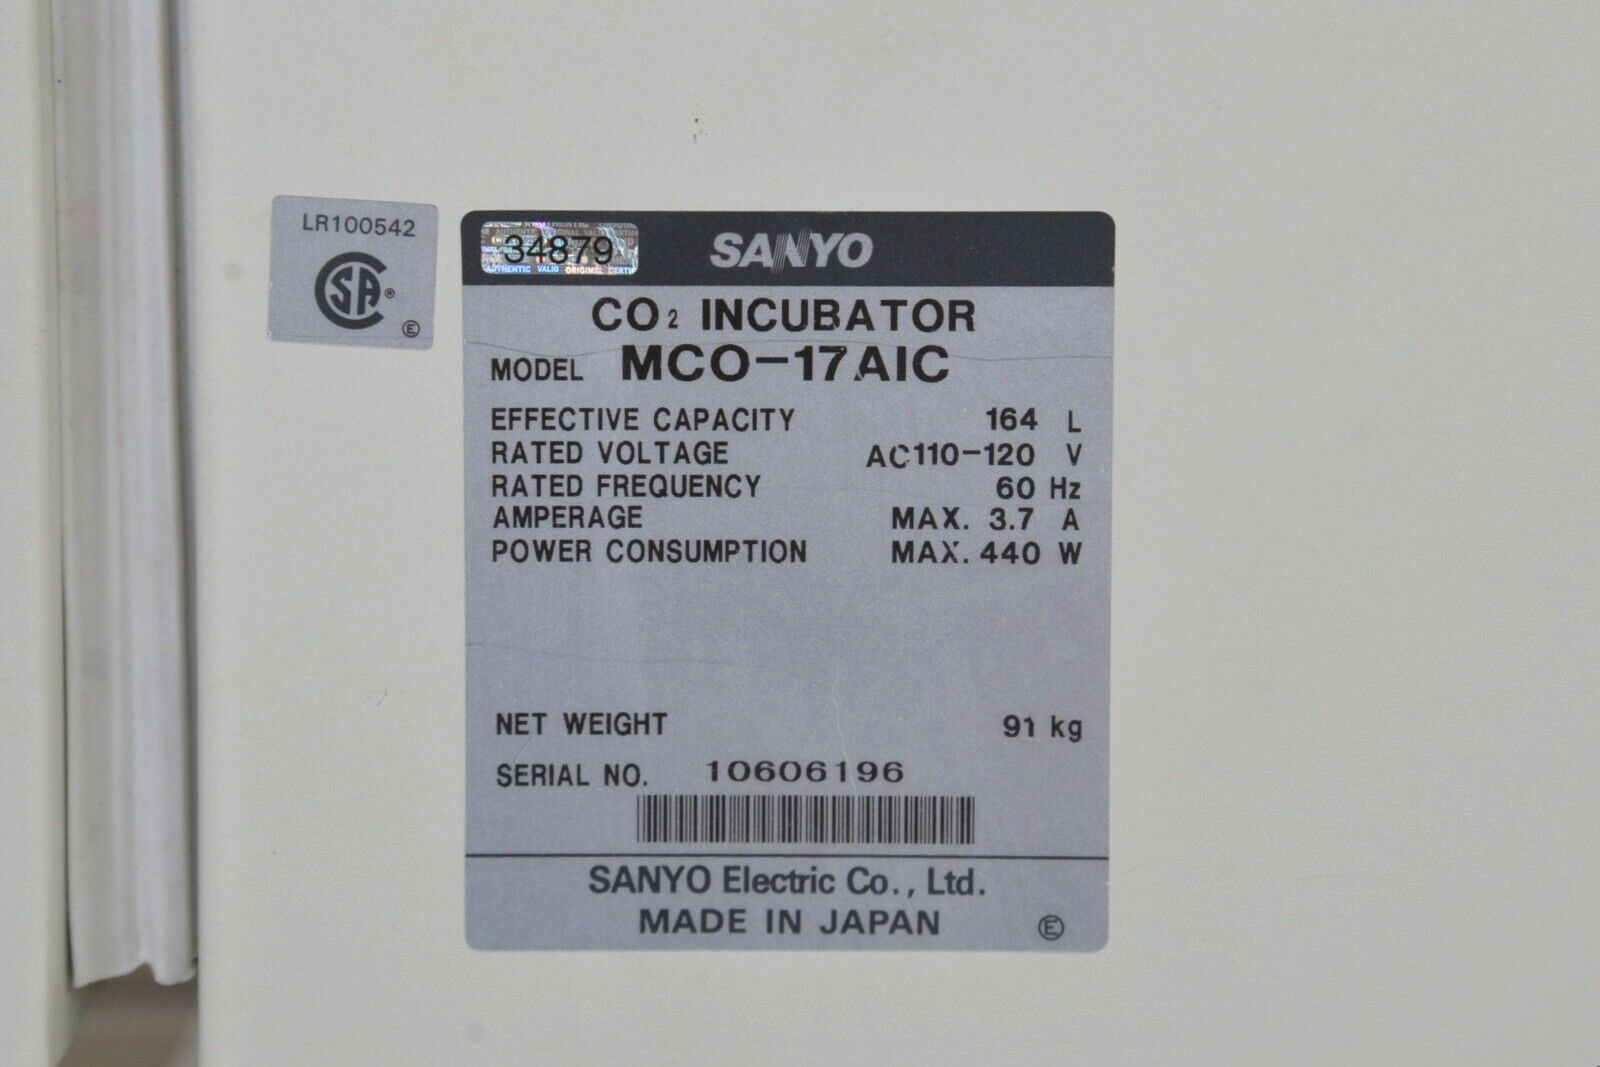 LR100542
CSA®
E
34879
SANYO
CO2 INCUBATOR
MODEL MCO-17AIC
EFFECTIVE CAPACITY 164 L
RATED VOLTAGE AC110-120 V
RATED FREQUENCY 60 Hz
AMPERAGE MAX. 3.7 A
POWER CONSUMPTION MAX. 440 W
NET WEIGHT 91 kg
SERIAL NO. 10606196
SANYO Electric Co., Ltd.
MADE IN JAPAN E